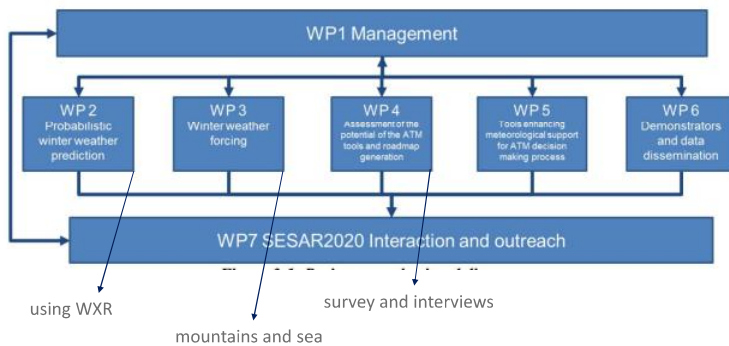 WP1 Management
WP 2
Probabilistic
winter weather
prediction
WP 3
Winter weather
forcing
WP 4
Assessment of the
potential of the ATM
tools and roadmap
generation
WP 5
Tools enhancing
meteorological support
for ATM decision
making process
WP 6
Demonstrators
and data
dissemination
WP7 SESAR2020 Interaction and outreach
using WXR
mountains and sea
survey and interviews